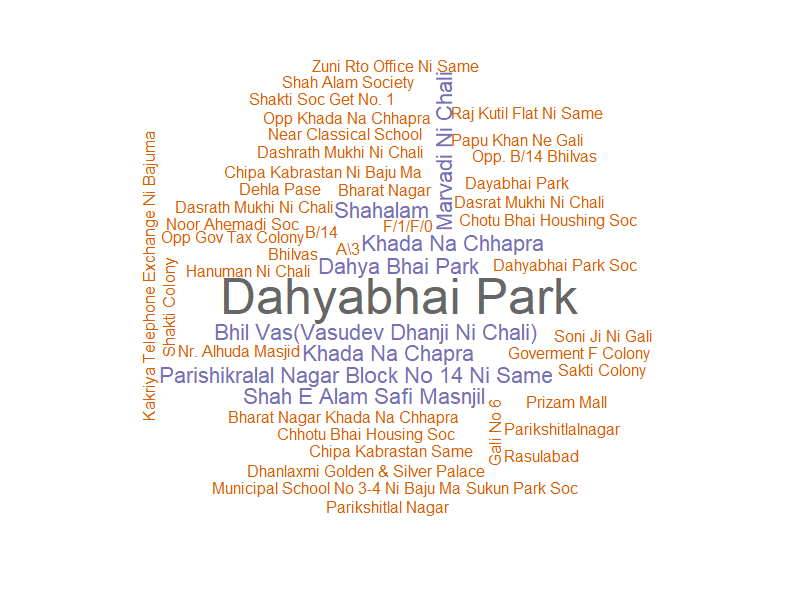 Zuni Rto Office Ni Same
Shah Alam Society
Shakti Soc Get No. 1
Marvadi Ni Chali
Raj Kutil Flat Ni Same
Opp Khada Na Chhapra
Near Classical School
Papu Khan Ne Gali
Dashrath Mukhi Ni Chali
Opp. B/14 Bhilvas
Kakriya Telephone Exchange Ni Bajuma
Chipa Kabrastan Ni Baju Ma
Dehla Pase
Bharat Nagar
Dayabhai Park
Dasrath Mukhi Ni Chali
Shahalam
Dasrat Mukhi Ni Chali
Noor Ahemadi Soc
F/1/F/0
Chotu Bhai Houshing Soc
Opp Gov Tax Colony
B/14
A\3
Khada Na Chhapra
Bhilvas
Shakti Colony
Hanuman Ni Chali
Dahya Bhai Park
Dahyabhai Park Soc
Dahyabhai Park
Bhil Vas(Vasudev Dhanji Ni Chali)
Soni Ji Ni Gali
Nr. Alhuda Masjid
Khada Na Chapra
Goverment F Colony
Parishikralal Nagar Block No 14 Ni Same
Sakti Colony
Shah E Alam Safi Masnjil
Prizam Mall
Bharat Nagar Khada Na Chhapra
Gali No 6
Parikshitlalnagar
Chhotu Bhai Housing Soc
Chipa Kabrastan Same
Rasulabad
Dhanlaxmi Golden & Silver Palace
Municipal School No 3-4 Ni Baju Ma
Sukun Park Soc
Parikshitlal Nagar